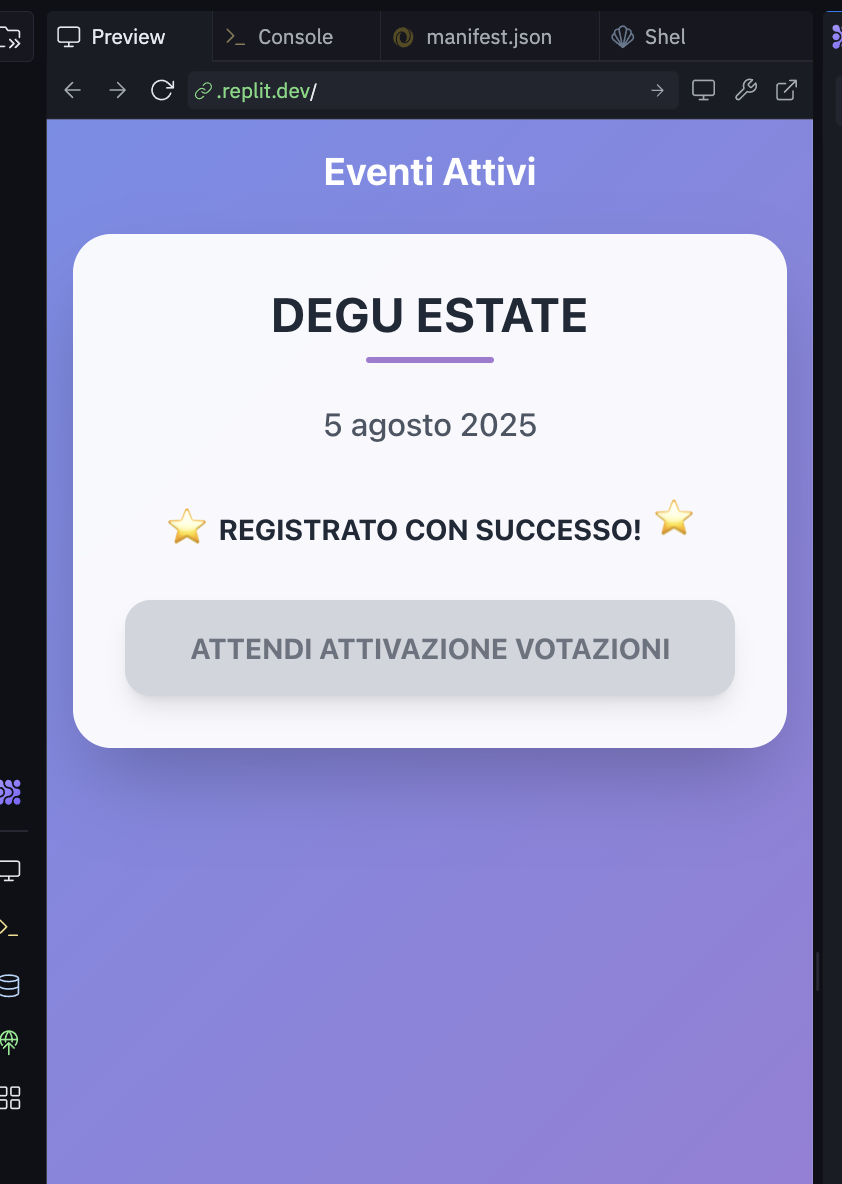 Preview
Console
manifest.json
Shel
.replit.dev/
Eventi Attivi
DEGU ESTATE
5 agosto 2025
⭐ REGISTRATO CON SUCCESSO! ⭐
ATTENDI ATTIVAZIONE VOTAZIONI